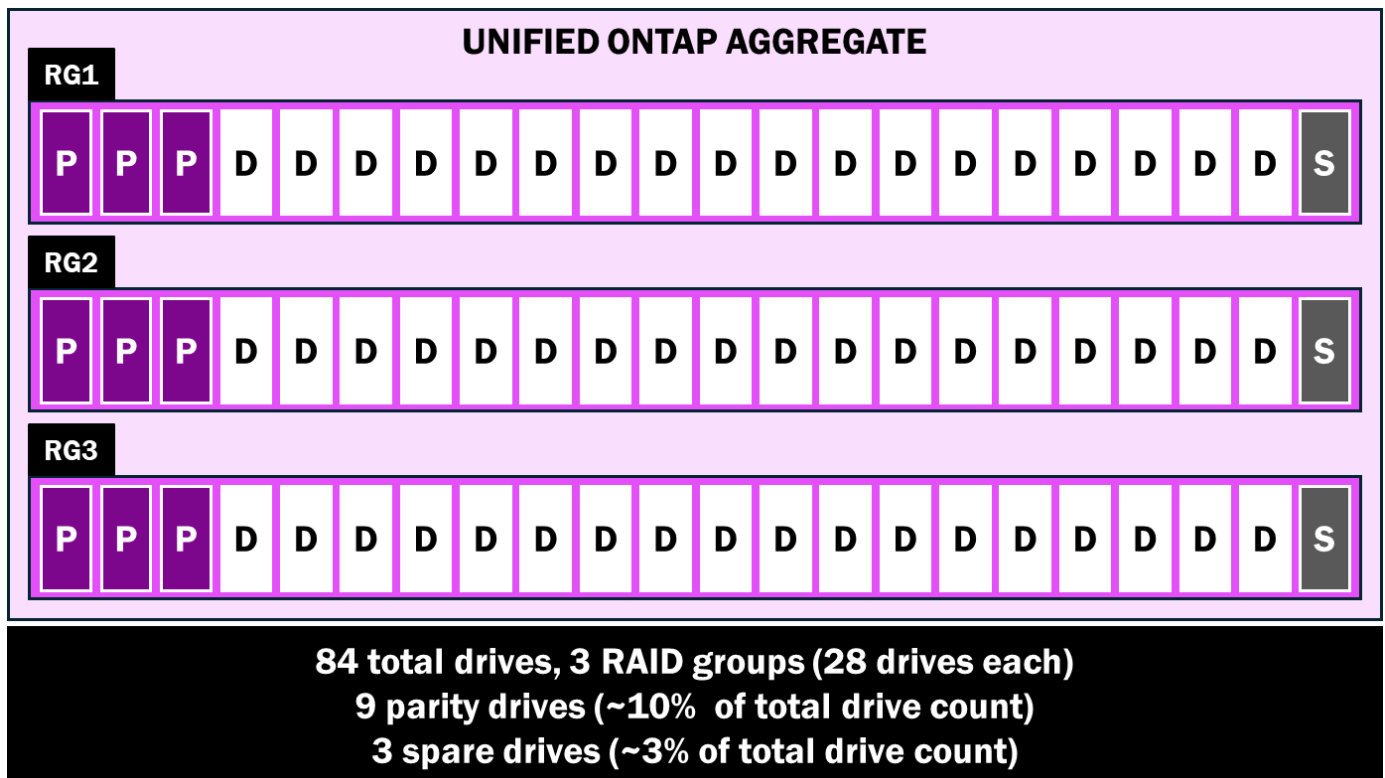 UNIFIED ONTAP AGGREGATE
RG1
P P P D D D D D D D D D D D D D D D D D D S
RG2
P P P D D D D D D D D D D D D D D D D D D S
RG3
P P P D D D D D D D D D D D D D D D D D D S
84 total drives, 3 RAID groups (28 drives each)
9 parity drives (~10% of total drive count)
3 spare drives (~3% of total drive count)